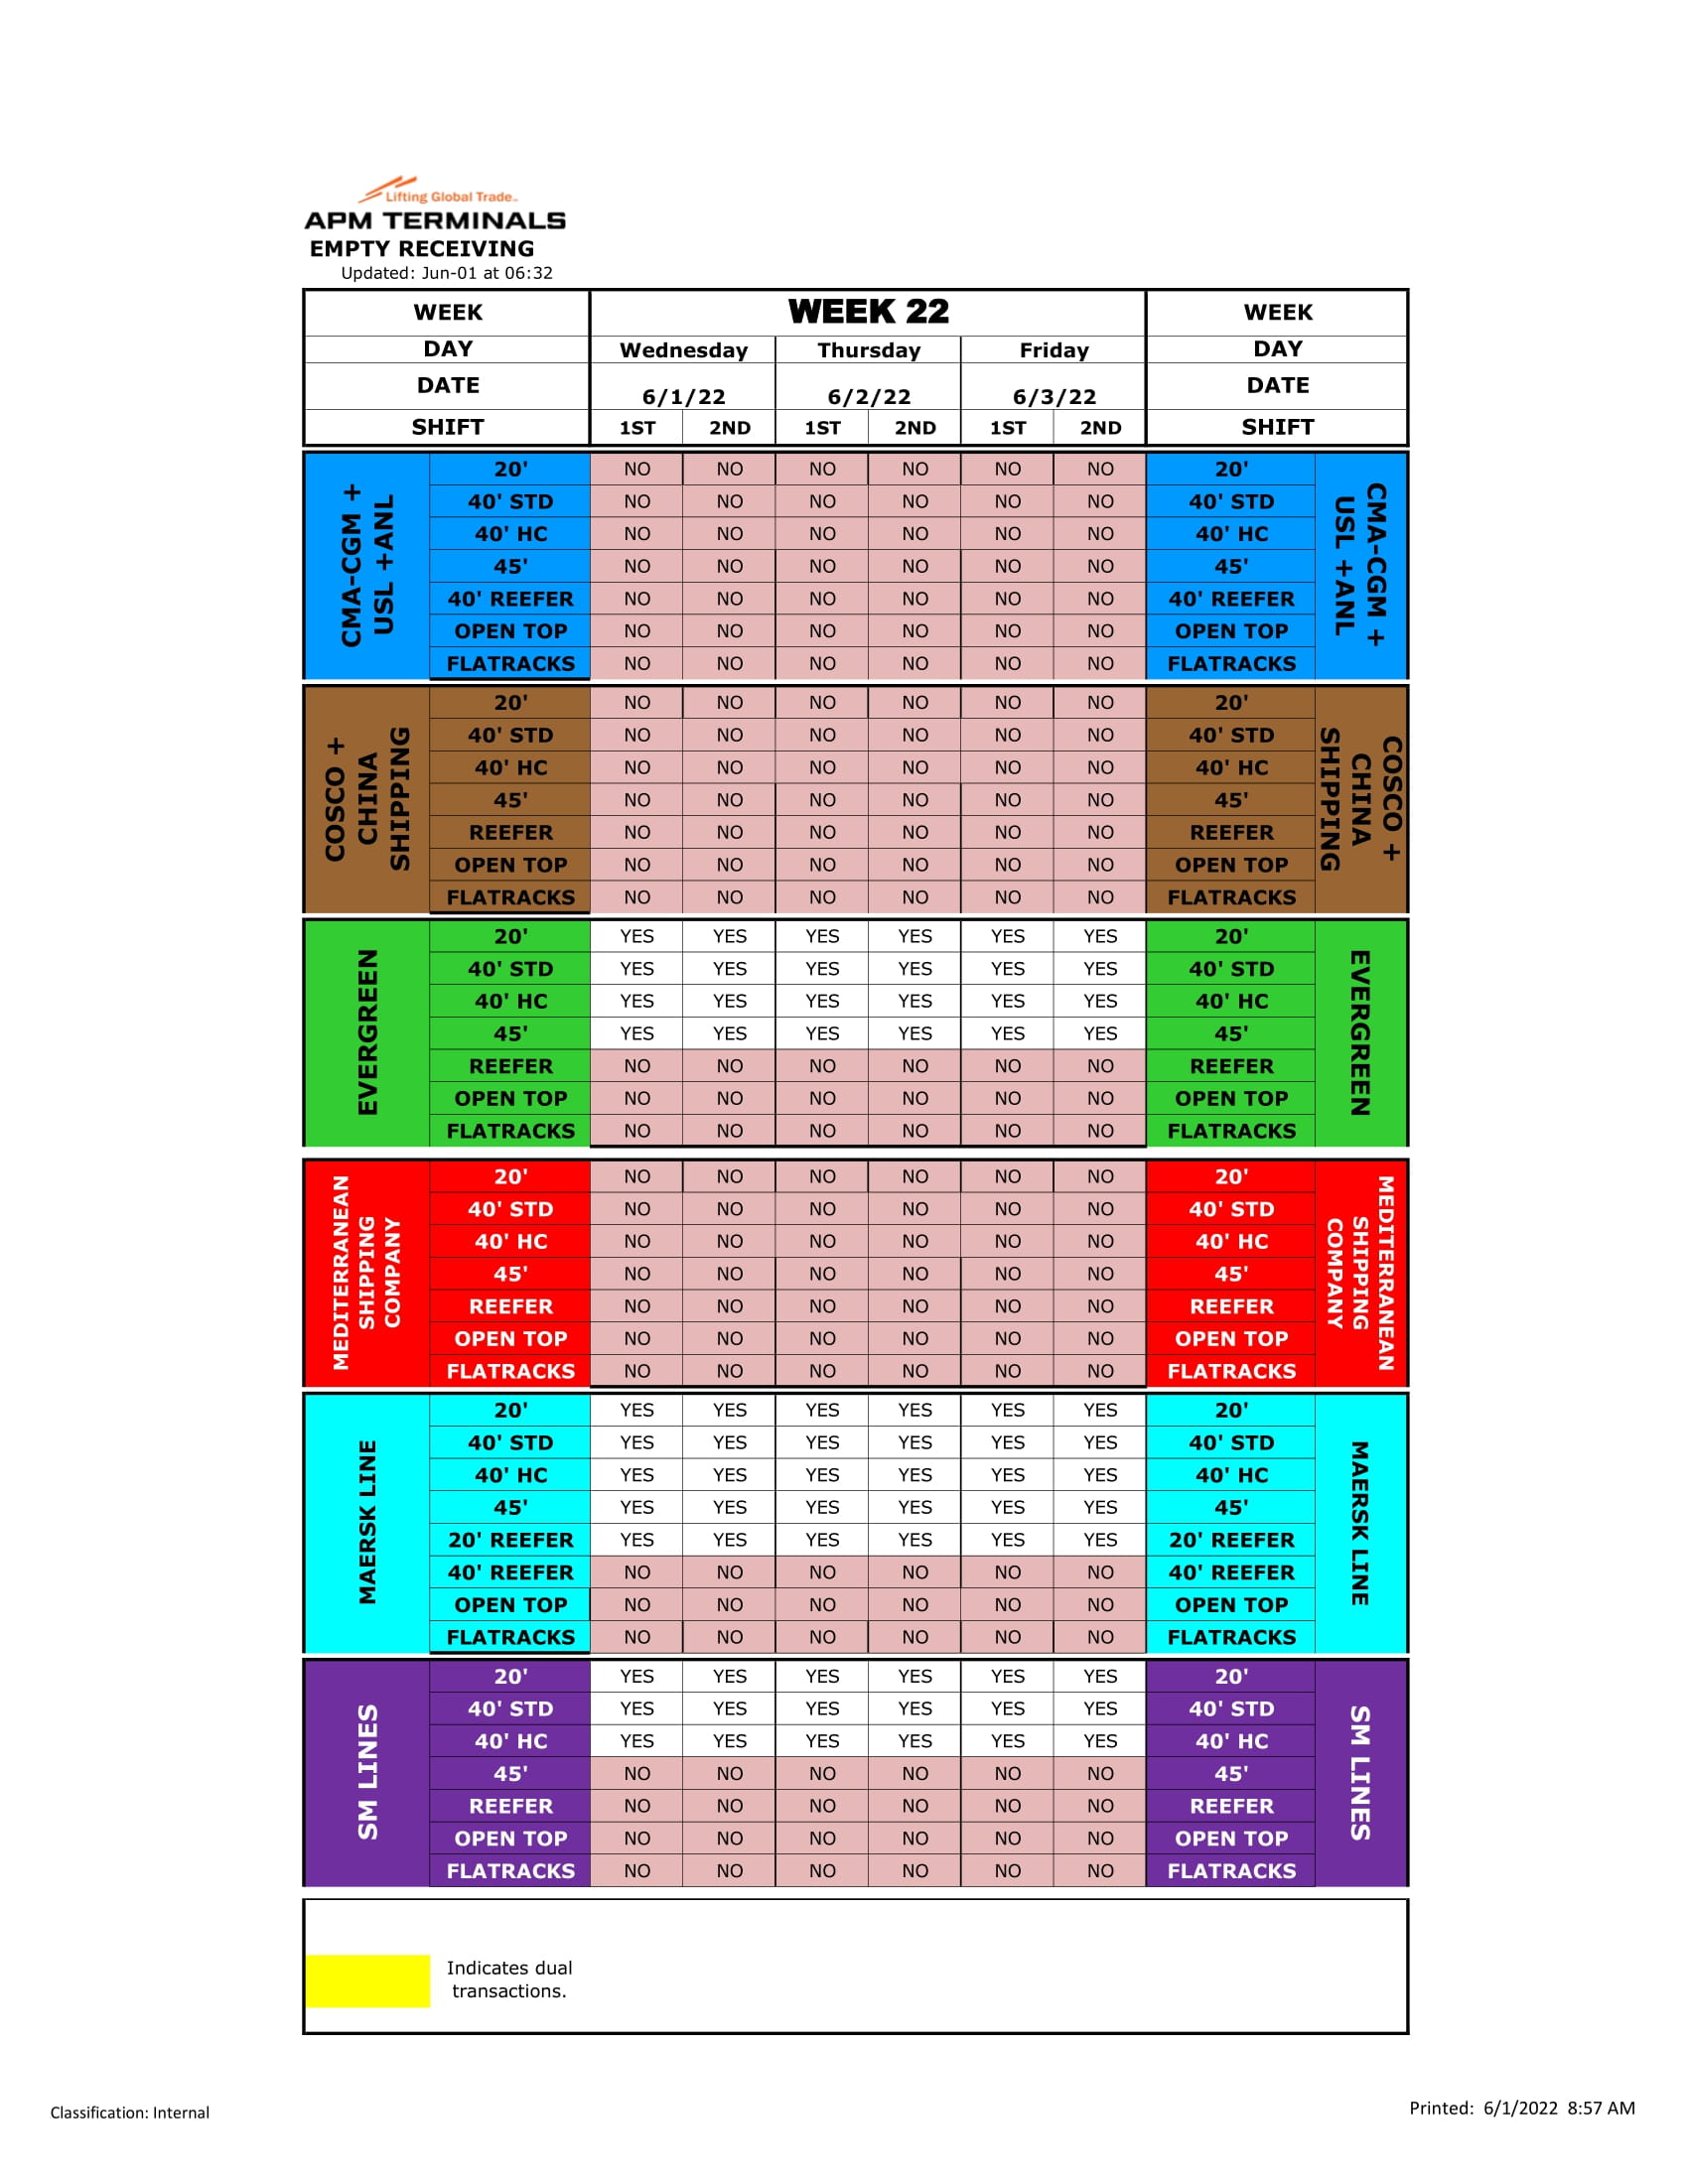 Lifting Global Trade.
APM TERMINALS
EMPTY RECEIVING
Updated: Jun-01 at 06:32
WEEK WEEK 22 WEEK
DAY Wednesday Thursday Friday DAY
DATE 6/1/22 6/2/22 6/3/22 DATE
SHIFT 1ST 2ND 1ST 2ND 1ST 2ND SHIFT
CMA-CGM +
USL +ANL
20' NO NO NO NO NO NO 20'
40' STD NO NO NO NO NO NO 40' STD
40' HC NO NO NO NO NO NO 40' HC
45' NO NO NO NO NO NO 45'
40' REEFER NO NO NO NO NO NO 40' REEFER
OPEN TOP NO NO NO NO NO NO OPEN TOP
FLATRACKS NO NO NO NO NO NO FLATRACKS
CMA-CGM +
USL +ANL
COSCO +
CHINA
SHIPPING
20' NO NO NO NO NO NO 20'
40' STD NO NO NO NO NO NO 40' STD
40' HC NO NO NO NO NO NO 40' HC
45' NO NO NO NO NO NO 45'
REEFER NO NO NO NO NO NO REEFER
OPEN TOP NO NO NO NO NO NO OPEN TOP
FLATRACKS NO NO NO NO NO NO FLATRACKS
COSCO +
CHINA
SHIPPING
EVERGREEN
20' YES YES YES YES YES YES 20'
40' STD YES YES YES YES YES YES 40' STD
40' HC YES YES YES YES YES YES 40' HC
45' YES YES YES YES YES YES 45'
REEFER NO NO NO NO NO NO REEFER
OPEN TOP NO NO NO NO NO NO OPEN TOP
FLATRACKS NO NO NO NO NO NO FLATRACKS
EVERGREEN
MEDITERRANEAN
SHIPPING
COMPANY
20' NO NO NO NO NO NO 20'
40' STD NO NO NO NO NO NO 40' STD
40' HC NO NO NO NO NO NO 40' HC
45' NO NO NO NO NO NO 45'
REEFER NO NO NO NO NO NO REEFER
OPEN TOP NO NO NO NO NO NO OPEN TOP
FLATRACKS NO NO NO NO NO NO FLATRACKS
MEDITERRANEAN
SHIPPING
COMPANY
MAERSK LINE
20' YES YES YES YES YES YES 20'
40' STD YES YES YES YES YES YES 40' STD
40' HC YES YES YES YES YES YES 40' HC
45' YES YES YES YES YES YES 45'
20' REEFER YES YES YES YES YES YES 20' REEFER
40' REEFER NO NO NO NO NO NO 40' REEFER
OPEN TOP NO NO NO NO NO NO OPEN TOP
FLATRACKS NO NO NO NO NO NO FLATRACKS
MAERSK LINE
SM LINES
20' YES YES YES YES YES YES 20'
40' STD YES YES YES YES YES YES 40' STD
40' HC YES YES YES YES YES YES 40' HC
45' NO NO NO NO NO NO 45'
REEFER NO NO NO NO NO NO REEFER
OPEN TOP NO NO NO NO NO NO OPEN TOP
FLATRACKS NO NO NO NO NO NO FLATRACKS
SM LINES
Indicates dual
transactions.
Classification: Internal
Printed: 6/1/2022 8:57 AM